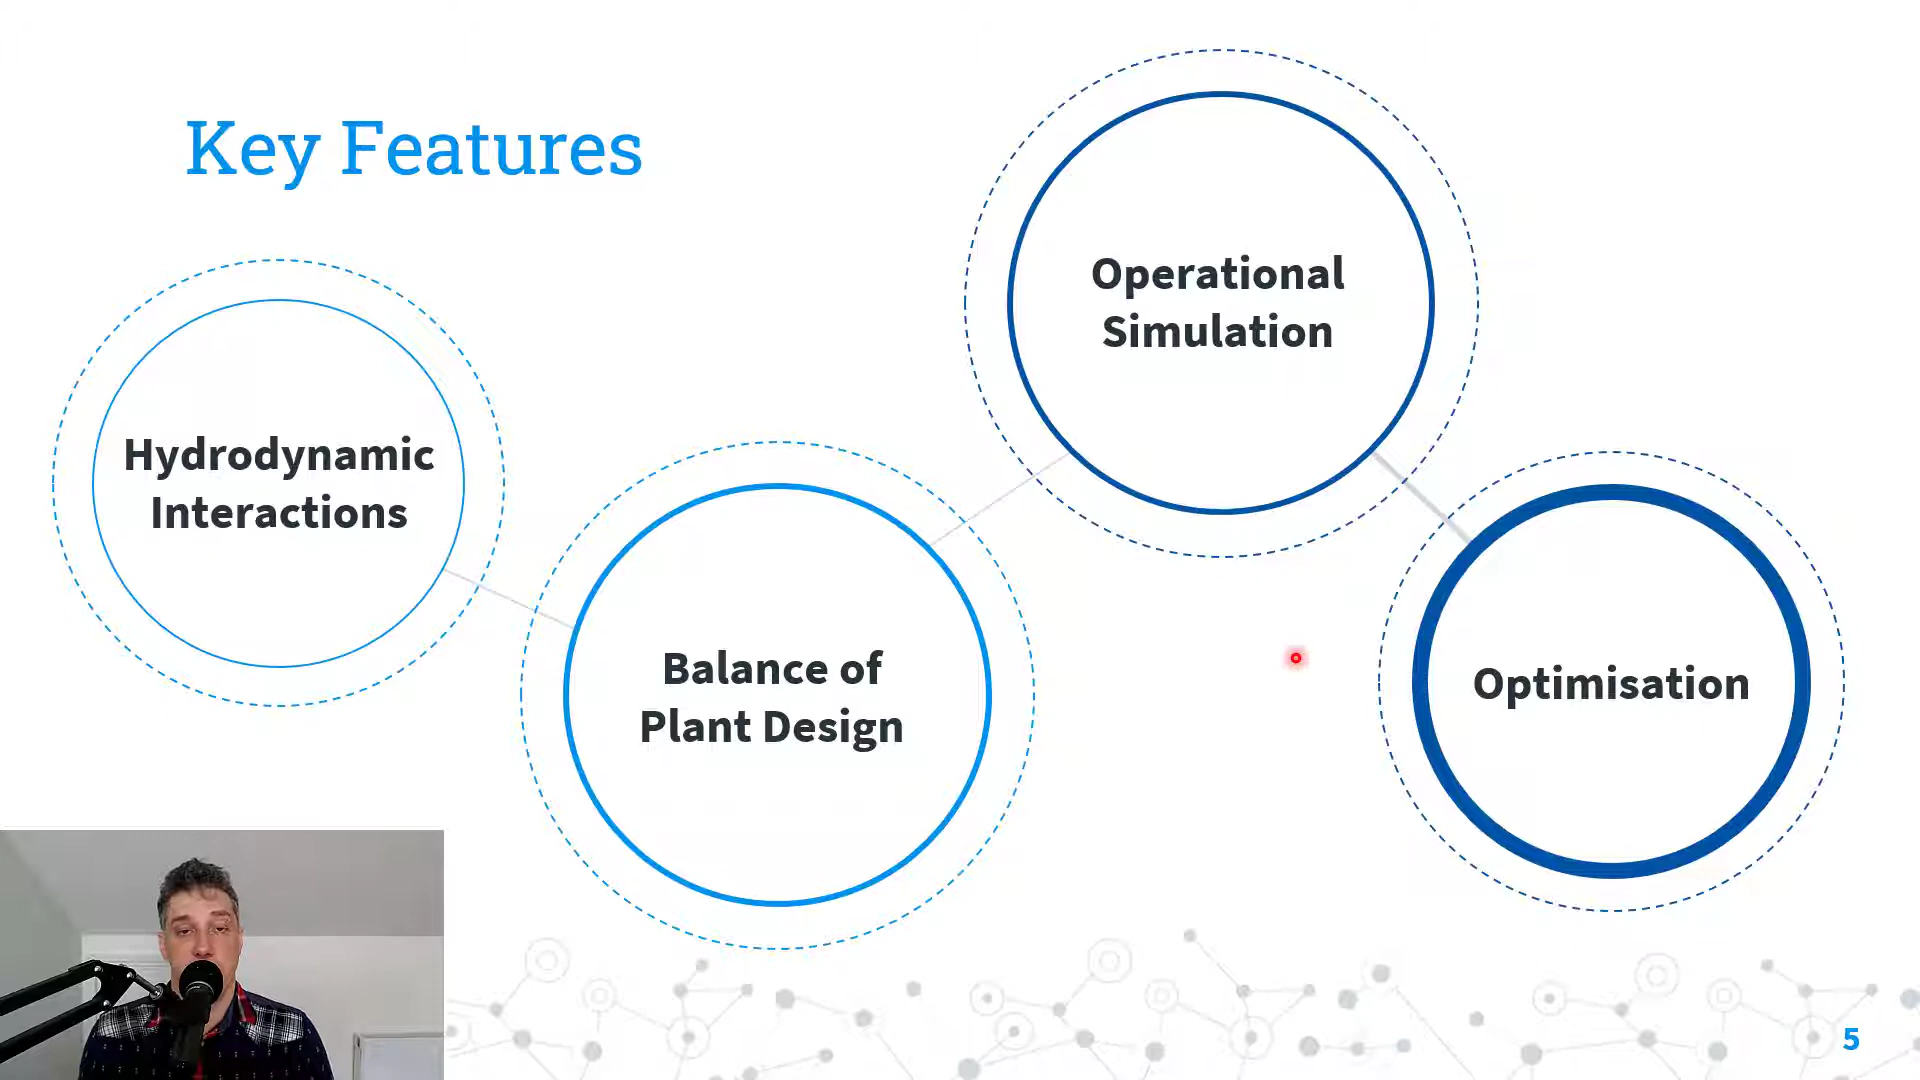 Key Features
Hydrodynamic
Interactions
Balance of
Plant Design
Operational
Simulation
Optimisation
5